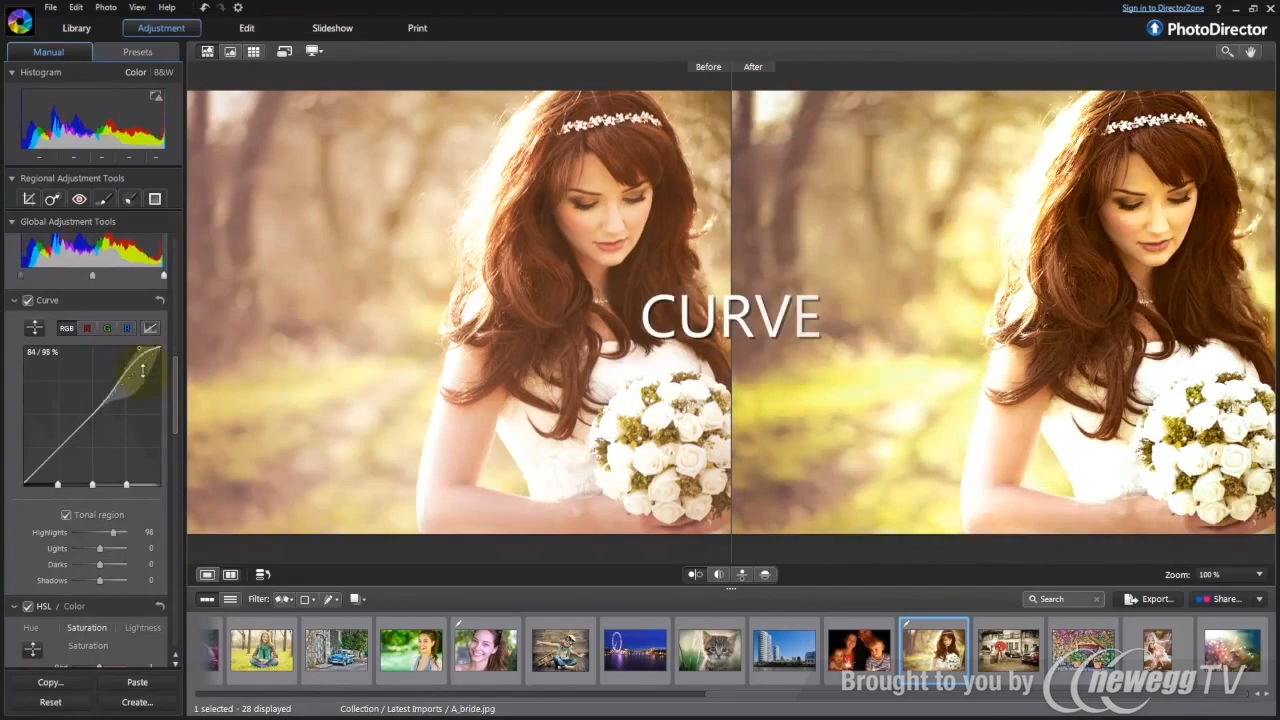 File Edit Photo View Help
Sign in to DirectorZone ?
Library Adjustment Edit Slideshow Print
PhotoDirector
Manual Presets
Histogram Color | B&W
Before After
Regional Adjustment Tools
Global Adjustment Tools
Curve
RGB R G B
84 / 98 %
CURVE
Tonal region
Highlights 98
Lights 0
Darks 0
Shadows 0
Zoom: 100 %
HSL / Color
Filter:
Search
Export...
Share...
Hue Saturation Lightness
Saturation
Copy... Paste
Reset Create...
Brought to you by newegg TV
1 selected - 28 displayed Collection / Latest Imports / A_bride.jpg